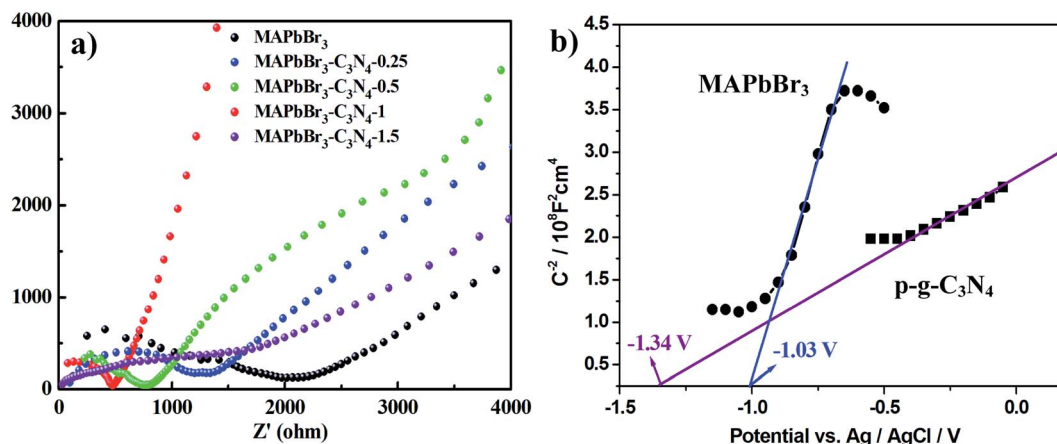 a)
4000
3000
2000
1000
0
MAPbBr3
MAPbBr3-C3N4-0.25
MAPbBr3-C3N4-0.5
MAPbBr3-C3N4-1
MAPbBr3-C3N4-1.5
0 1000 2000 3000 4000
Z' (ohm)
b)
C-2 / 10^8F2cm4
4.5
4.0
3.5
3.0
2.5
2.0
1.5
1.0
0.5
MAPbBr3
p-g-C3N4
-1.34 V
-1.03 V
-1.5 -1.0 -0.5 0.0
Potential vs. Ag / AgCl / V